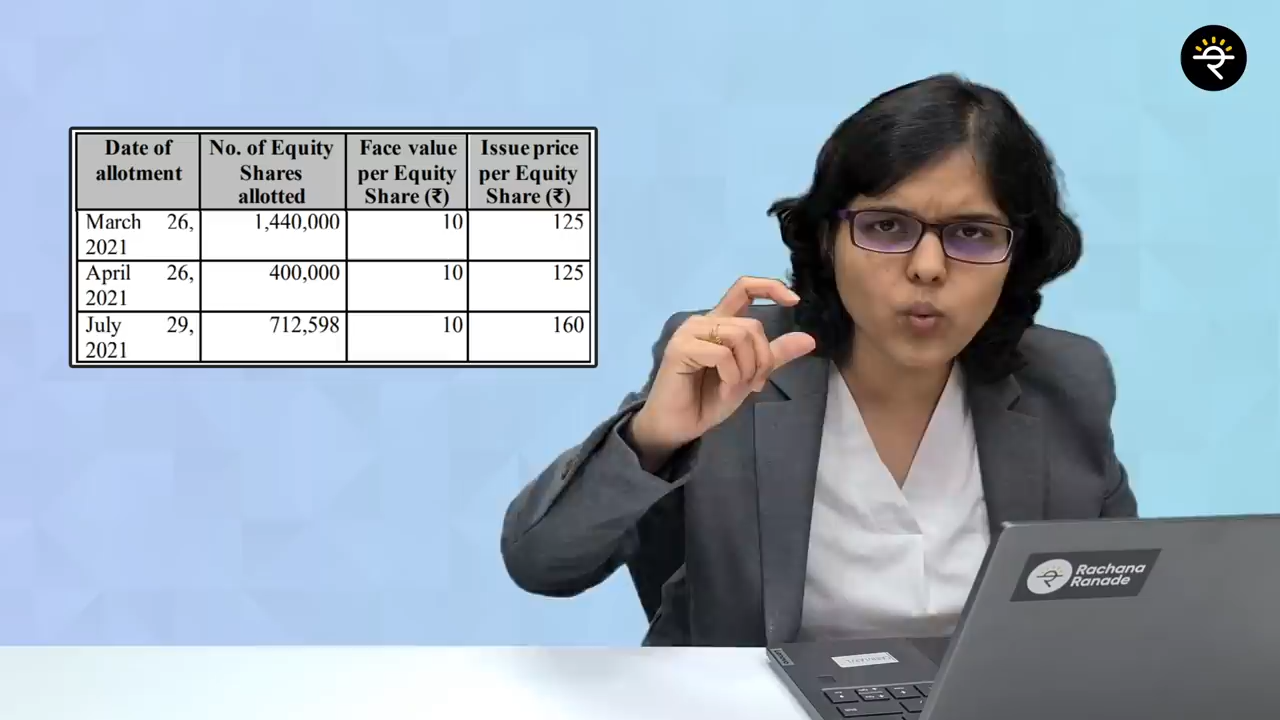 Date of allotment No. of Equity Shares allotted Face value per Equity Share (₹) Issue price per Equity Share (₹)
March 26, 2021 1,440,000 10 125
April 26, 2021 400,000 10 125
July 29, 2021 712,598 10 160
Rachana
Ranade
Lenovo